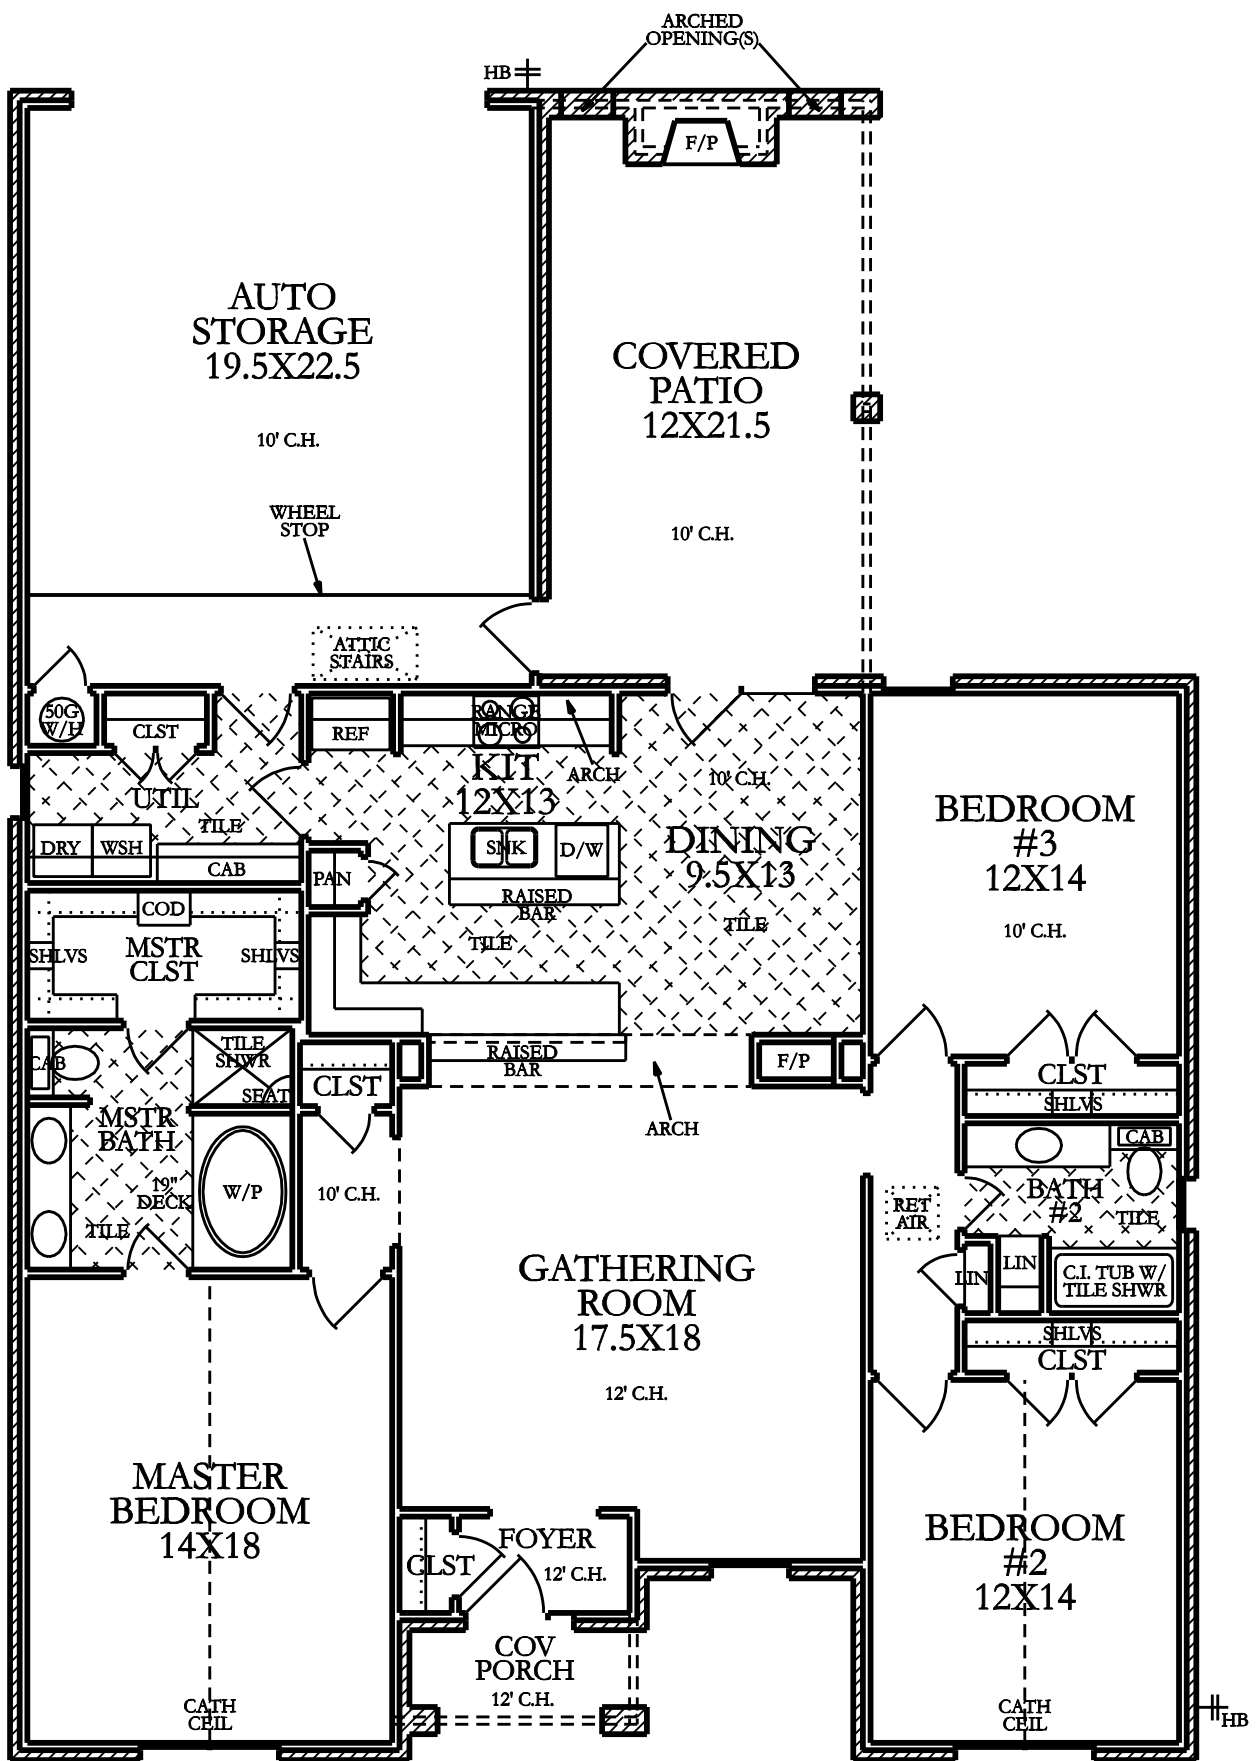 ARCHED
OPENING(S)
HB
F/P
AUTO
STORAGE
19.5X22.5
10' C.H.
COVERED
PATIO
12X21.5
10' C.H.
WHEEL
STOP
ATTIC
STAIRS
50G
W/H
CLST
REF
RANGE
MICRO
ARCH
KIT
12X13
10' C.H.
UTIL
TILE
DRY
WSH
CAB
PAN
SNK
D/W
RAISED
BAR
DINING
9.5X13
TILE
TILE
BEDROOM
#3
12X14
10' C.H.
COD
SHLVS
MSTR
CLST
SHLVS
CAB
TILE
SHWR
SEAT
CLST
RAISED
BAR
F/P
ARCH
CLST
SHLVS
MSTR
BATH
19"
DECK
TILE
W/P
10' C.H.
RET
AIR
CAB
BATH
#2
TILE
LIN
LIN
C.I. TUB W/
TILE SHWR
GATHERING
ROOM
17.5X18
12' C.H.
SHLVS
CLST
MASTER
BEDROOM
14X18
CATH
CEIL
CLST
FOYER
12' C.H.
COV
PORCH
12' C.H.
BEDROOM
#2
12X14
CATH
CEIL
HB